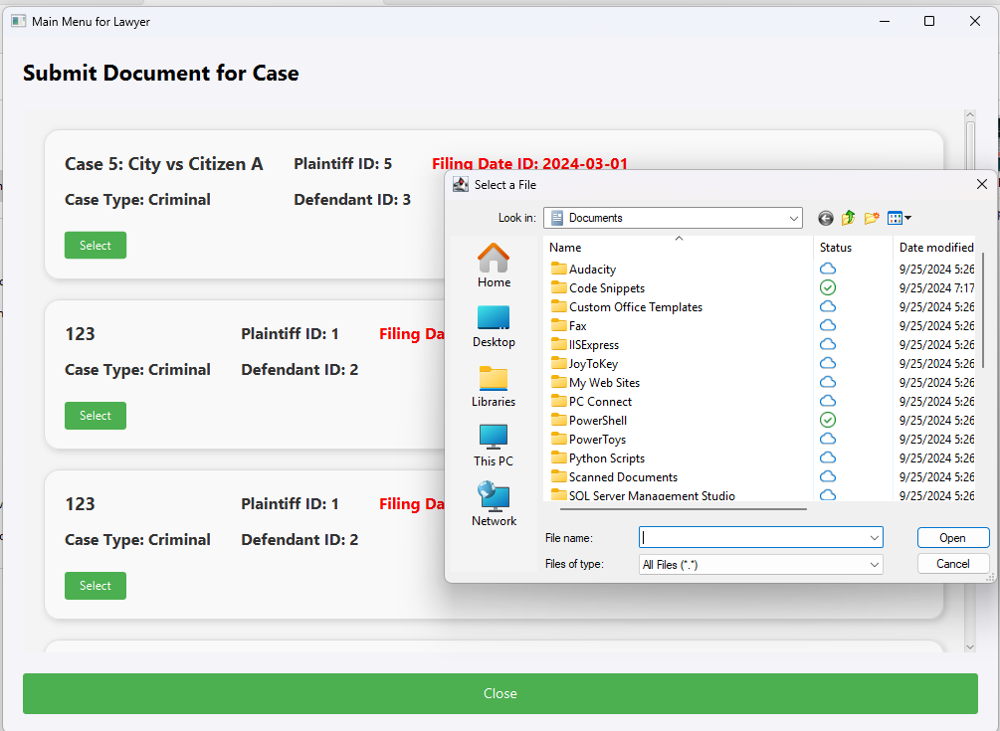 Main Menu for Lawyer
Submit Document for Case
Case 5: City vs Citizen A Plaintiff ID: 5 Filing Date ID: 2024-03-01
Case Type: Criminal Defendant ID: 3
Select
123 Plaintiff ID: 1 Filing Da
Case Type: Criminal Defendant ID: 2
Select
123 Plaintiff ID: 1 Filing Da
Case Type: Criminal Defendant ID: 2
Select
Close
Select a File
Look in: Documents
Home
Desktop
Libraries
This PC
Network
Name Status Date modified
Audacity 9/25/2024 5:26
Code Snippets 9/25/2024 7:17
Custom Office Templates 9/25/2024 5:26
Fax 9/25/2024 5:26
IISExpress 9/25/2024 5:26
JoyToKey 9/25/2024 5:26
My Web Sites 9/25/2024 5:26
PC Connect 9/25/2024 5:26
PowerShell 9/25/2024 5:26
PowerToys 9/25/2024 5:26
Python Scripts 9/25/2024 5:26
Scanned Documents 9/25/2024 5:26
SQL Server Management Studio 9/25/2024 5:26
File name: Open
Files of type: All Files (*.*) Cancel